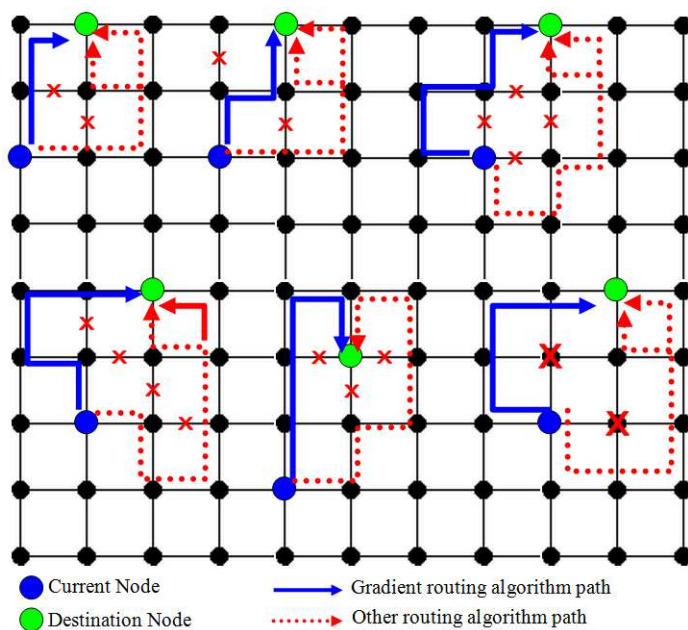 Current Node
Gradient routing algorithm path
Destination Node
Other routing algorithm path